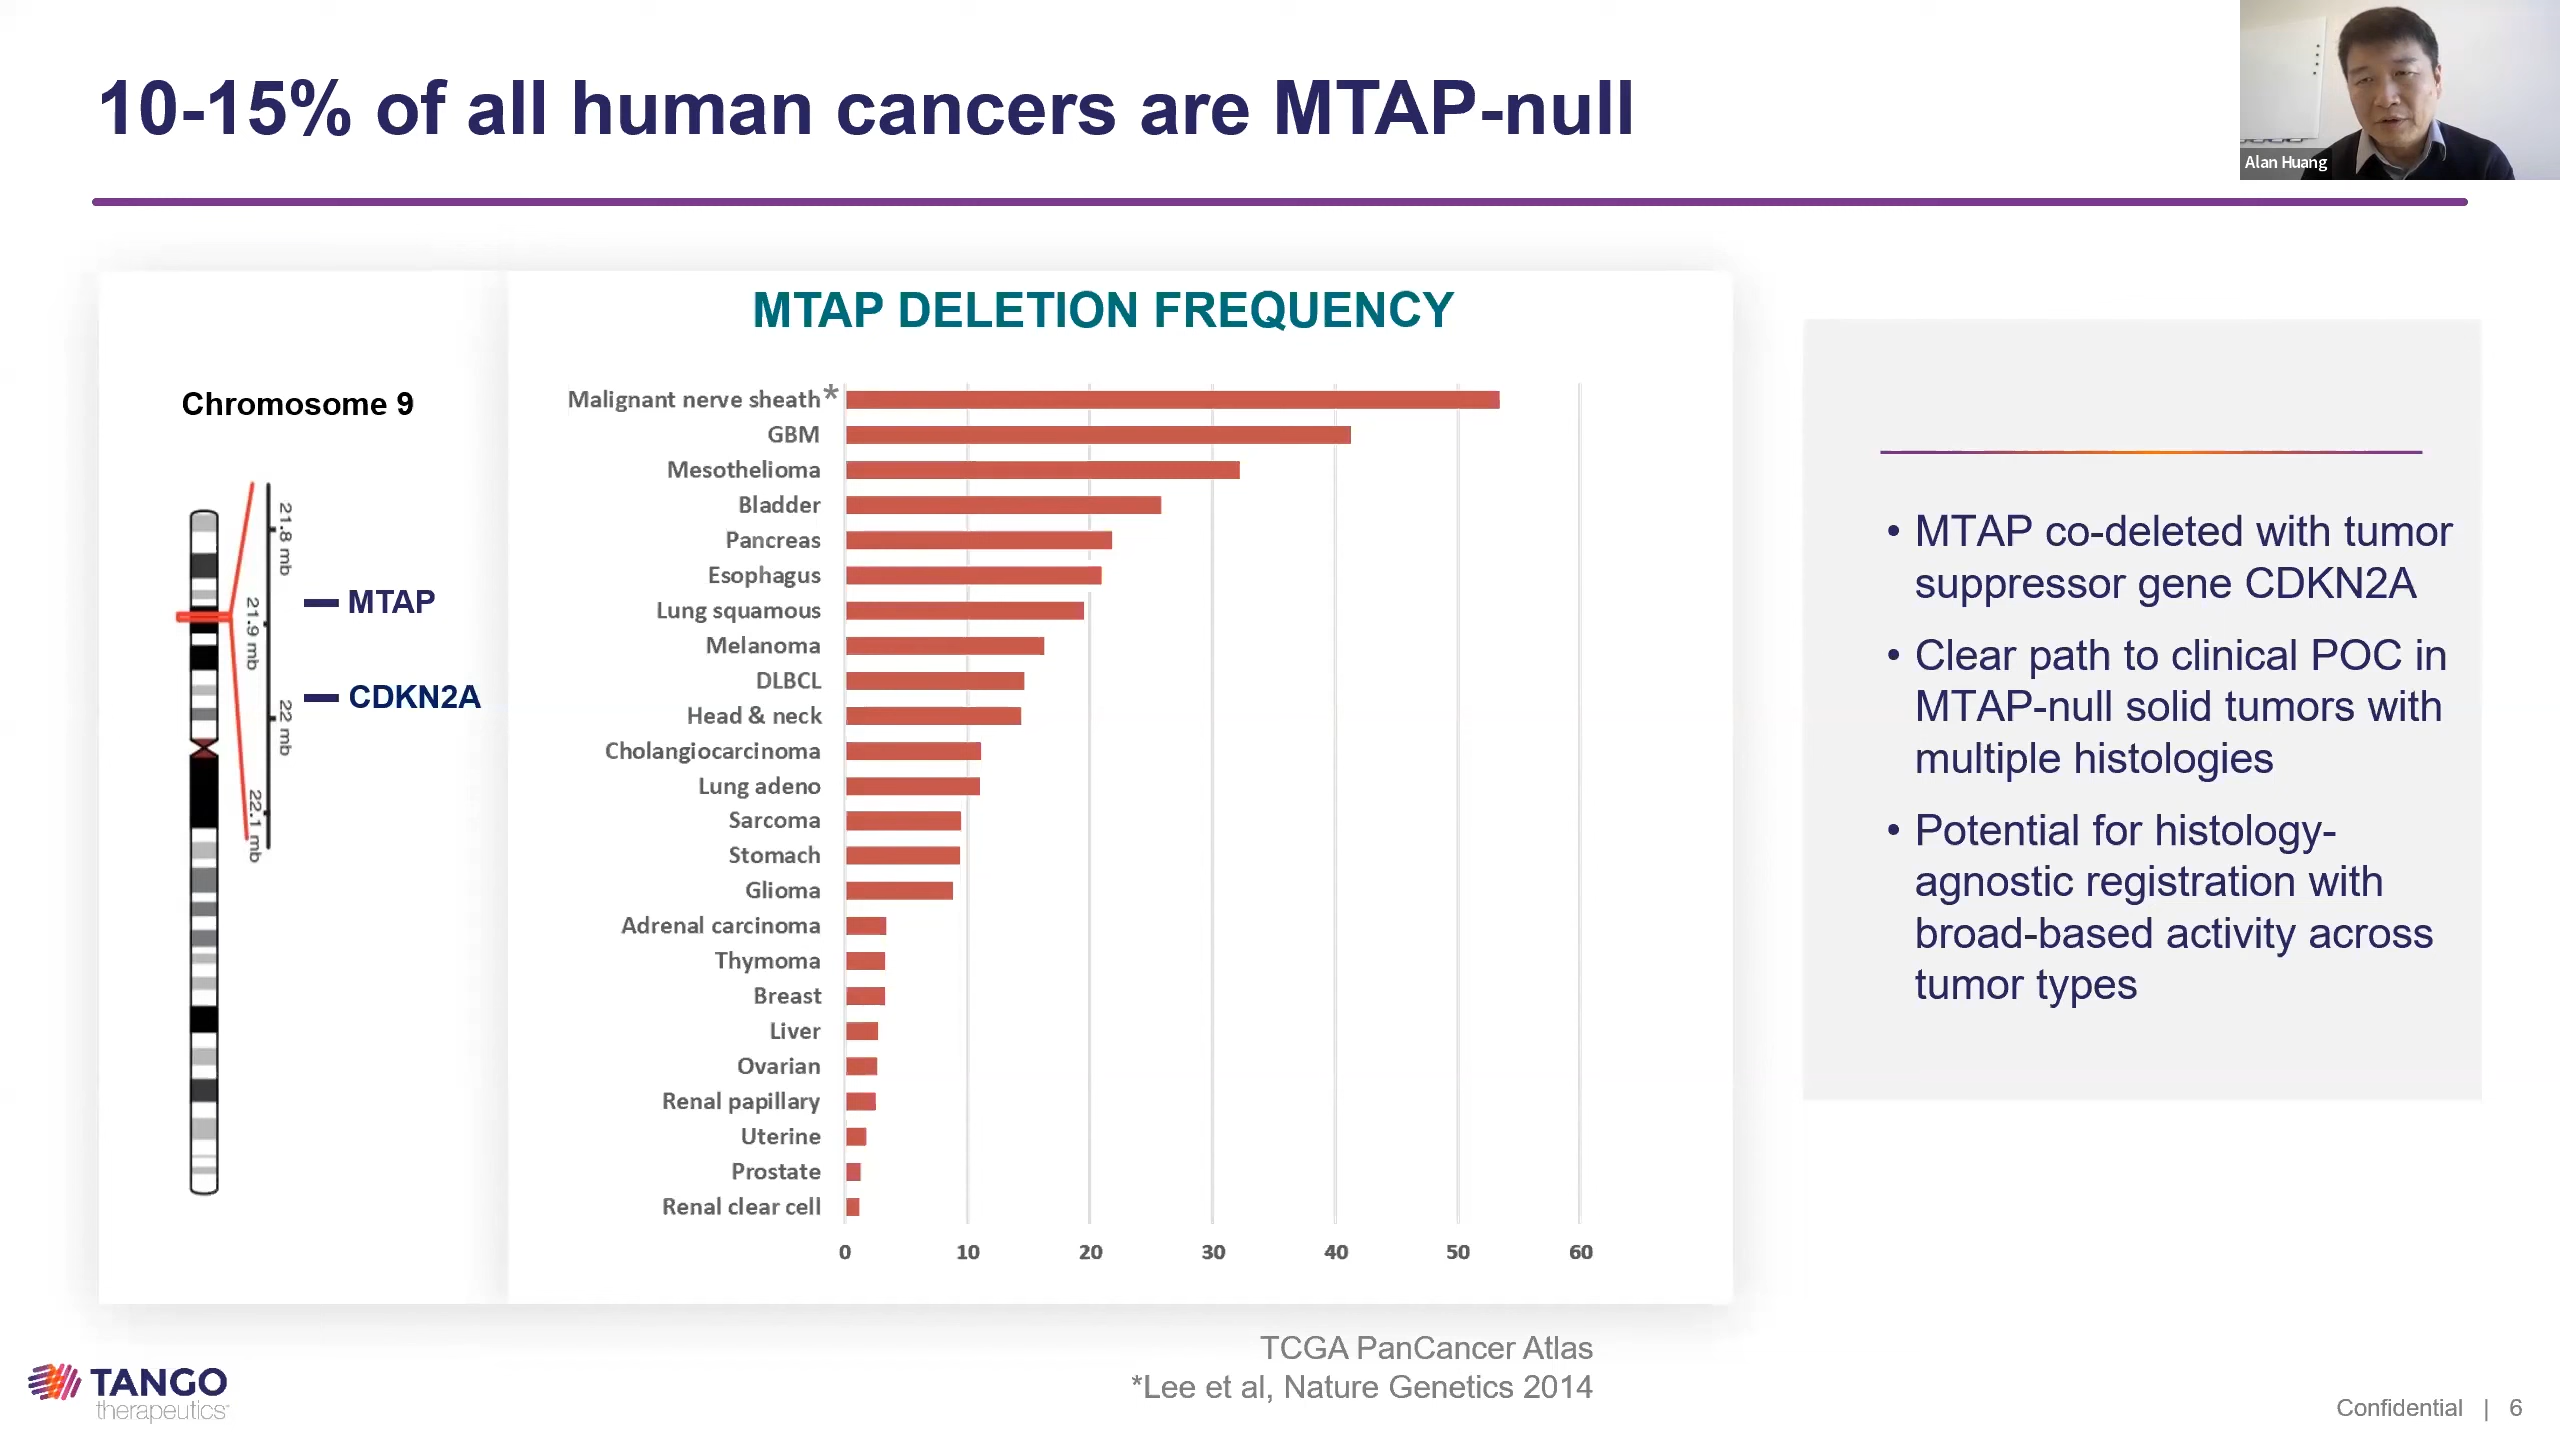 10-15% of all human cancers are MTAP-null
Alan Huang
MTAP DELETION FREQUENCY
Chromosome 9
21.8 mb
21.9 mb
22 mb
22.1 mb
MTAP
CDKN2A
Malignant nerve sheath*
GBM
Mesothelioma
Bladder
Pancreas
Esophagus
Lung squamous
Melanoma
DLBCL
Head & neck
Cholangiocarcinoma
Lung adeno
Sarcoma
Stomach
Glioma
Adrenal carcinoma
Thymoma
Breast
Liver
Ovarian
Renal papillary
Uterine
Prostate
Renal clear cell
0 10 20 30 40 50 60
• MTAP co-deleted with tumor
suppressor gene CDKN2A
• Clear path to clinical POC in
MTAP-null solid tumors with
multiple histologies
• Potential for histology-
agnostic registration with
broad-based activity across
tumor types
TCGA PanCancer Atlas
*Lee et al, Nature Genetics 2014
TANGO
therapeutics
Confidential | 6